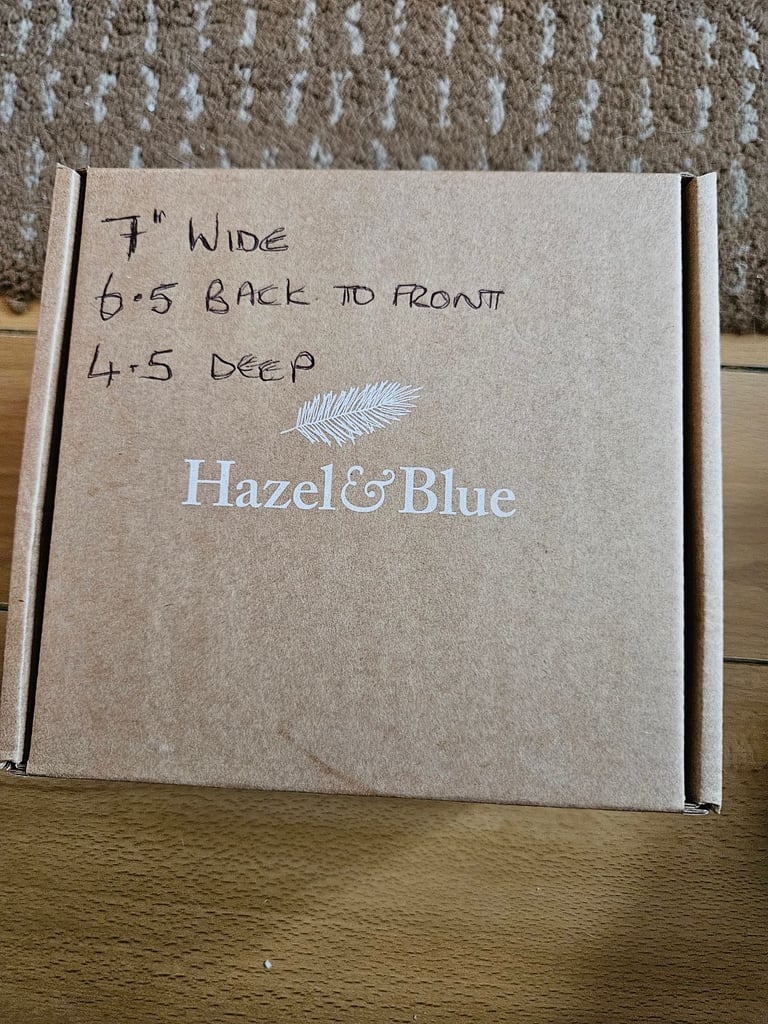 7" WIDE
6.5 BACK TO FRONT
4.5 DEEP
Hazel & Blue